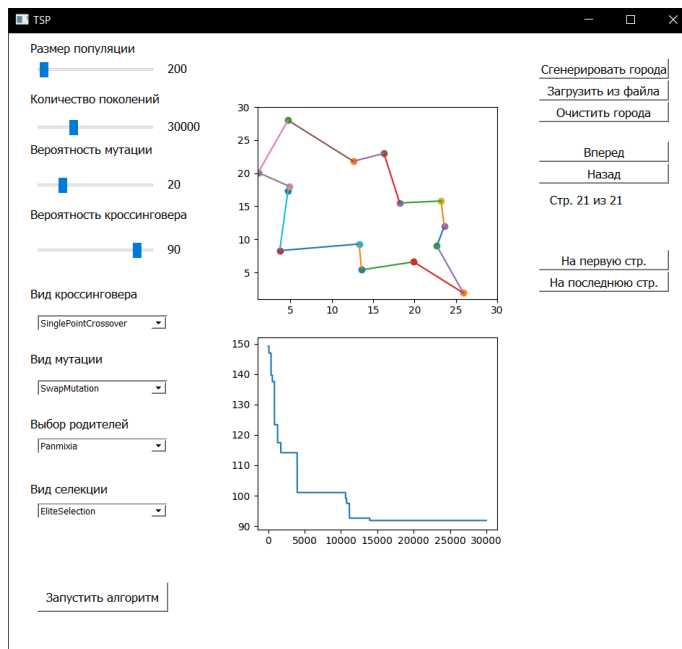 TSP
Размер популяции
200
Количество поколений
30000
Вероятность мутации
20
Вероятность кроссинговера
90
Вид кроссинговера
SinglePointCrossover
Вид мутации
SwapMutation
Выбор родителей
Panmixia
Вид селекции
EliteSelection
Запустить алгоритм
30
25
20
15
10
5
5 10 15 20 25 30
150
140
130
120
110
100
90
0 5000 10000 15000 20000 25000 30000
Сгенерировать города
Загрузить из файла
Очистить города
Вперед
Назад
Стр. 21 из 21
На первую стр.
На последнюю стр.